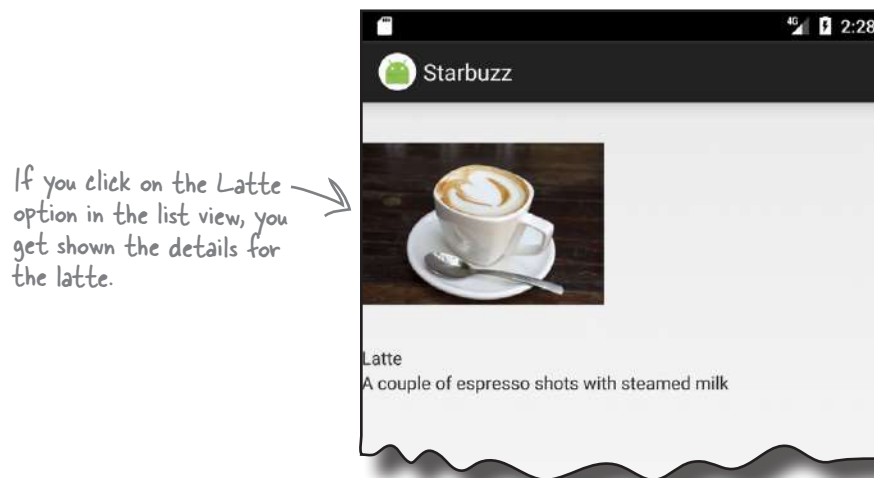 4G 2:28
Starbuzz
If you click on the Latte
option in the list view, you
get shown the details for
the latte.
Latte
A couple of espresso shots with steamed milk